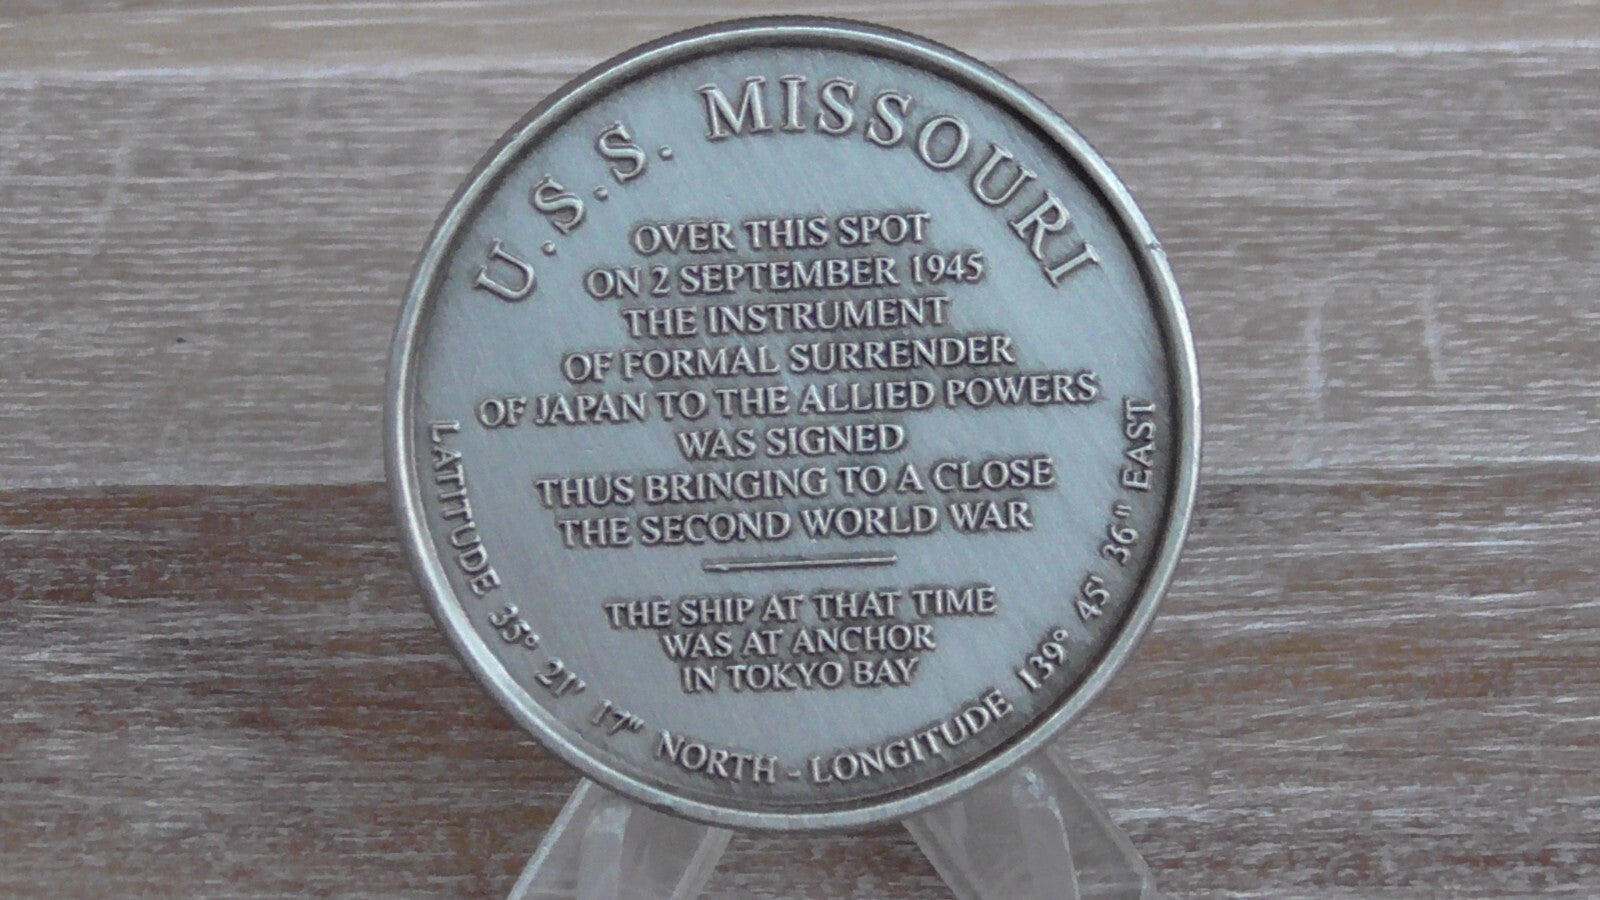 U.S.S. MISSOURI
OVER THIS SPOT
ON 2 SEPTEMBER 1945
THE INSTRUMENT
OF FORMAL SURRENDER
OF JAPAN TO THE ALLIED POWERS
WAS SIGNED
THUS BRINGING TO A CLOSE
THE SECOND WORLD WAR
THE SHIP AT THAT TIME
WAS AT ANCHOR
IN TOKYO BAY
LATITUDE 35° 21' 17" NORTH - LONGITUDE 139° 45' 36" EAST